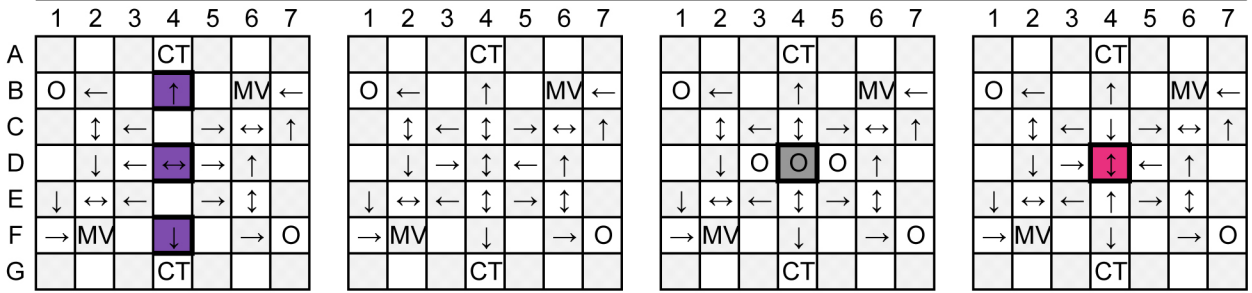 1 2 3 4 5 6 7 1 2 3 4 5 6 7 1 2 3 4 5 6 7 1 2 3 4 5 6 7
A CT CT CT CT
B O ← ↑ MV ← O ← ↑ MV ← O ← ↑ MV ← O ← ↑ MV ←
C ↕ ← → ↔ ↑ ↕ ← ↕ → ↔ ↑ ↕ ← ↕ → ↔ ↑ ↕ ← ↓ → ↔ ↑
D ↓ ← ↔ → ↑ ↓ → ↕ ← ↑ ↓ O O O ↑ ↓ → ↕ ← ↑
E ↓ ↔ ← → ↕ ↓ ↔ ← ↕ → ↕ ↓ ↔ ← ↕ → ↕ ↓ ↔ ← ↑ → ↕
F → MV ↓ → O → MV ↓ → O → MV ↓ → O → MV ↓ → O
G CT CT CT CT